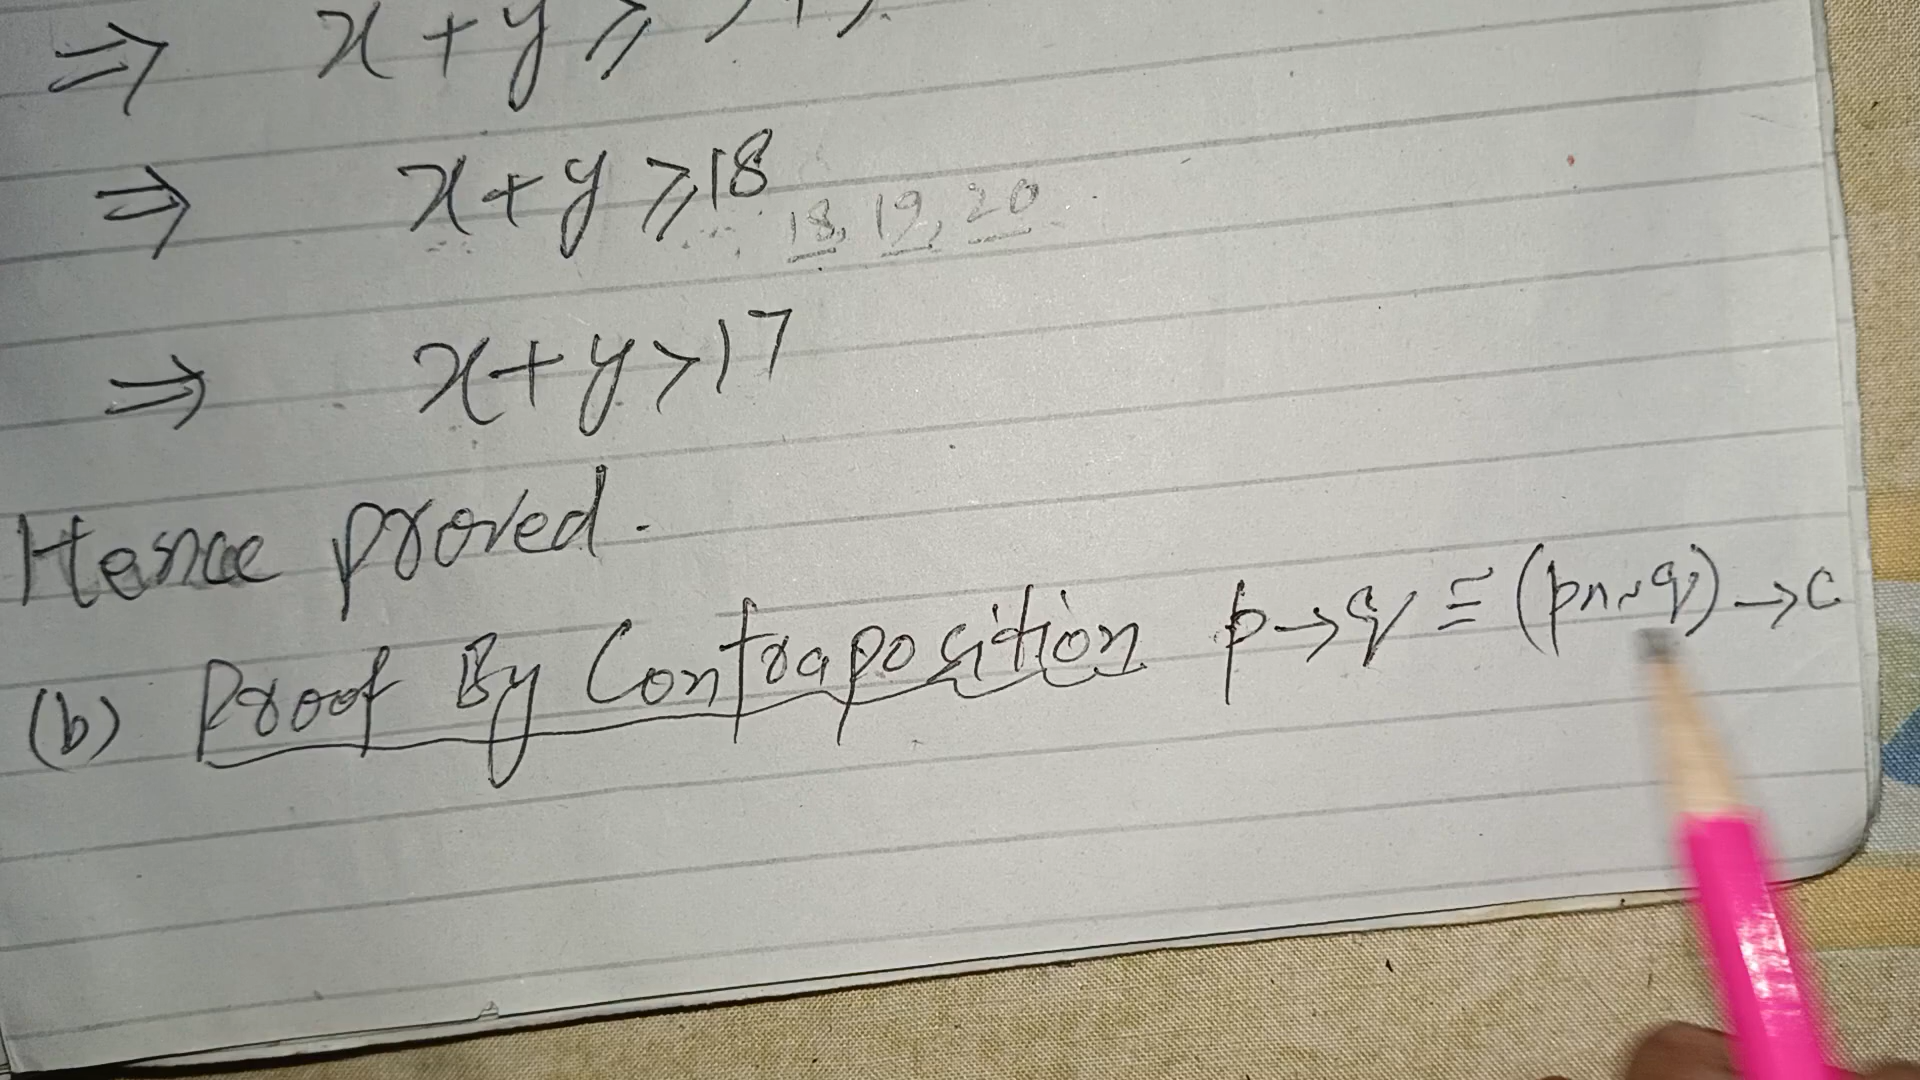 ⇒ x + y ≥
⇒ x + y ≥ 18 18, 19, 20
⇒ x + y > 17
Hence proved.
(b) Proof By Contraposition p → q ≡ (p ∧ ~q) → c